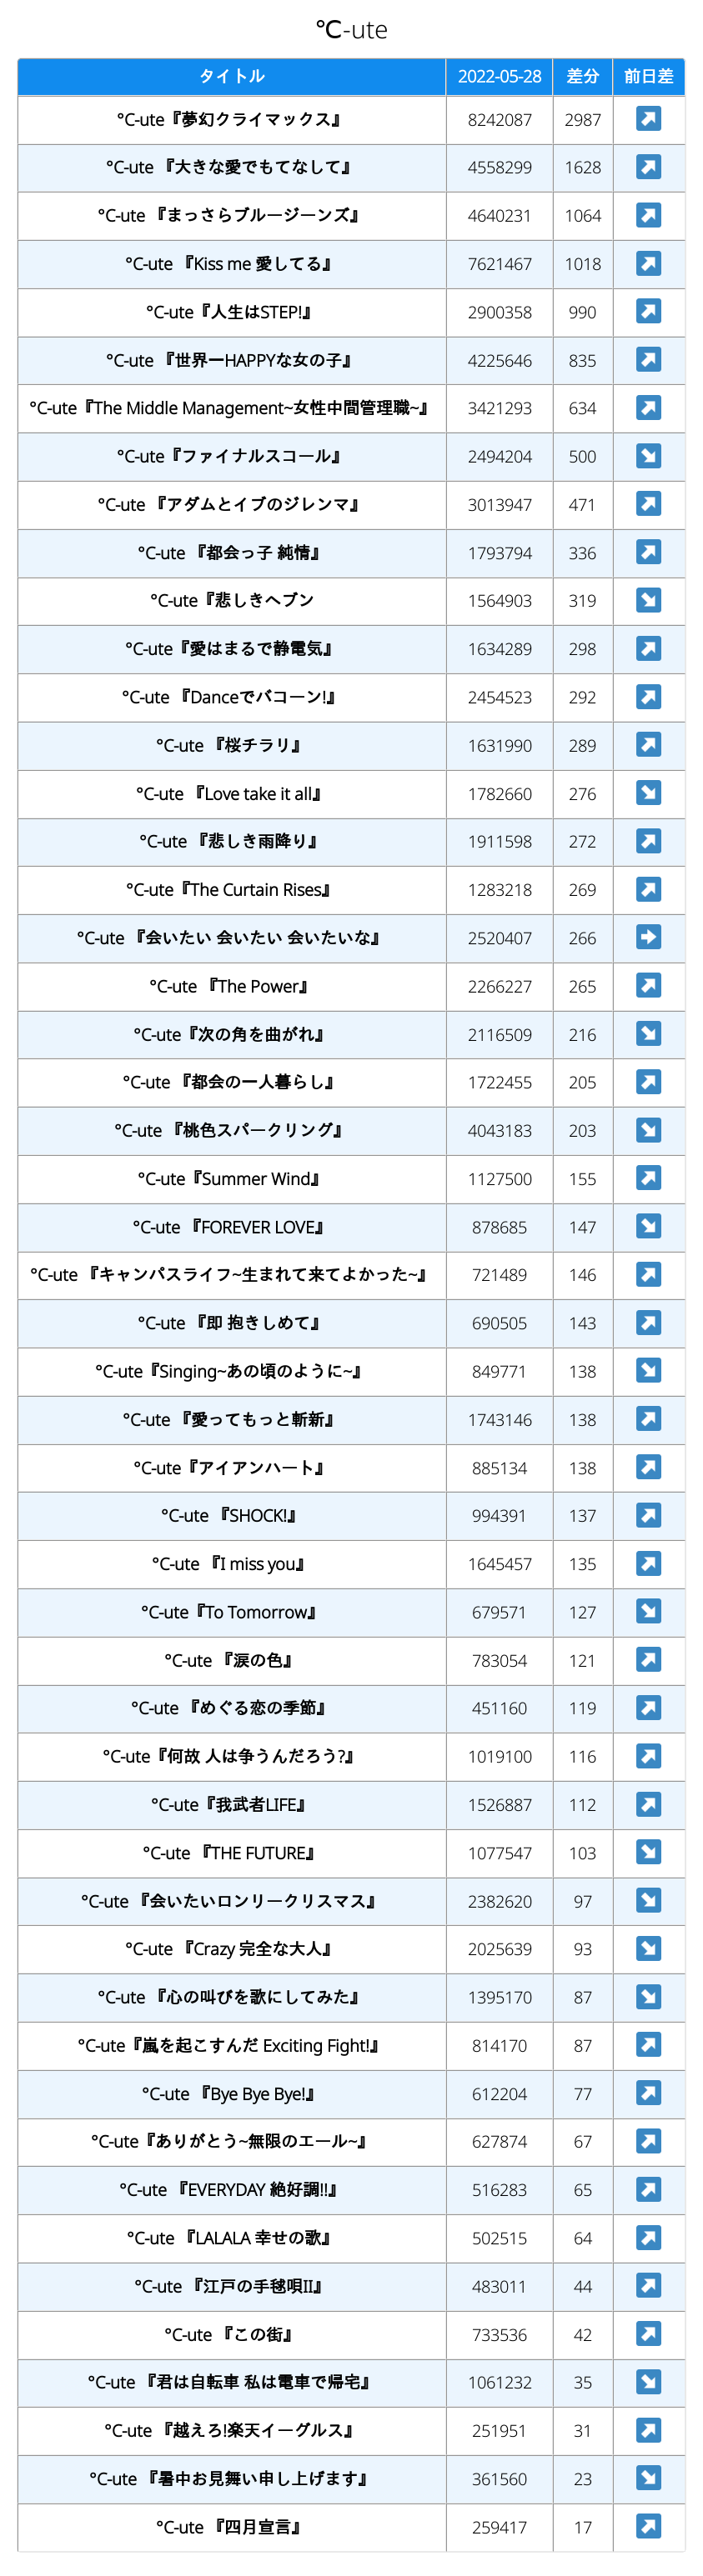 ℃-ute
タイトル 2022-05-28 差分 前日差
℃-ute『夢幻クライマックス』 8242087 2987 ↗
℃-ute 『大きな愛でもてなして』 4558299 1628 ↗
℃-ute 『まっさらブルージーンズ』 4640231 1064 ↗
℃-ute 『Kiss me 愛してる』 7621467 1018 ↗
℃-ute『人生はSTEP!』 2900358 990 ↗
℃-ute 『世界一HAPPYな女の子』 4225646 835 ↗
℃-ute『The Middle Management~女性中間管理職~』 3421293 634 ↗
℃-ute『ファイナルスコール』 2494204 500 ↘
℃-ute 『アダムとイブのジレンマ』 3013947 471 ↗
℃-ute 『都会っ子 純情』 1793794 336 ↗
℃-ute『悲しきヘブン 1564903 319 ↘
℃-ute『愛はまるで静電気』 1634289 298 ↗
℃-ute 『Danceでバコーン!』 2454523 292 ↗
℃-ute 『桜チラリ』 1631990 289 ↗
℃-ute 『Love take it all』 1782660 276 ↘
℃-ute 『悲しき雨降り』 1911598 272 ↗
℃-ute『The Curtain Rises』 1283218 269 ↗
℃-ute 『会いたい 会いたい 会いたいな』 2520407 266 ➡
℃-ute 『The Power』 2266227 265 ↗
℃-ute『次の角を曲がれ』 2116509 216 ↘
℃-ute 『都会の一人暮らし』 1722455 205 ↗
℃-ute 『桃色スパークリング』 4043183 203 ↘
℃-ute『Summer Wind』 1127500 155 ↗
℃-ute 『FOREVER LOVE』 878685 147 ↘
℃-ute 『キャンパスライフ~生まれて来てよかった~』 721489 146 ↗
℃-ute 『即 抱きしめて』 690505 143 ↗
℃-ute『Singing~あの頃のように~』 849771 138 ↘
℃-ute 『愛ってもっと斬新』 1743146 138 ↗
℃-ute『アイアンハート』 885134 138 ↗
℃-ute 『SHOCK!』 994391 137 ↗
℃-ute 『I miss you』 1645457 135 ↗
℃-ute『To Tomorrow』 679571 127 ↘
℃-ute 『涙の色』 783054 121 ↗
℃-ute 『めぐる恋の季節』 451160 119 ↗
℃-ute『何故 人は争うんだろう?』 1019100 116 ↗
℃-ute『我武者LIFE』 1526887 112 ↗
℃-ute 『THE FUTURE』 1077547 103 ↘
℃-ute 『会いたいロンリークリスマス』 2382620 97 ↘
℃-ute 『Crazy 完全な大人』 2025639 93 ↘
℃-ute 『心の叫びを歌にしてみた』 1395170 87 ↘
℃-ute『嵐を起こすんだ Exciting Fight!』 814170 87 ↗
℃-ute 『Bye Bye Bye!』 612204 77 ↗
℃-ute『ありがとう~無限のエール~』 627874 67 ↗
℃-ute 『EVERYDAY 絶好調!!』 516283 65 ↗
℃-ute 『LALALA 幸せの歌』 502515 64 ↗
℃-ute 『江戸の手毬唄II』 483011 44 ↗
℃-ute 『この街』 733536 42 ↗
℃-ute 『君は自転車 私は電車で帰宅』 1061232 35 ↘
℃-ute 『越えろ!楽天イーグルス』 251951 31 ↗
℃-ute 『暑中お見舞い申し上げます』 361560 23 ↘
℃-ute 『四月宣言』 259417 17 ↗